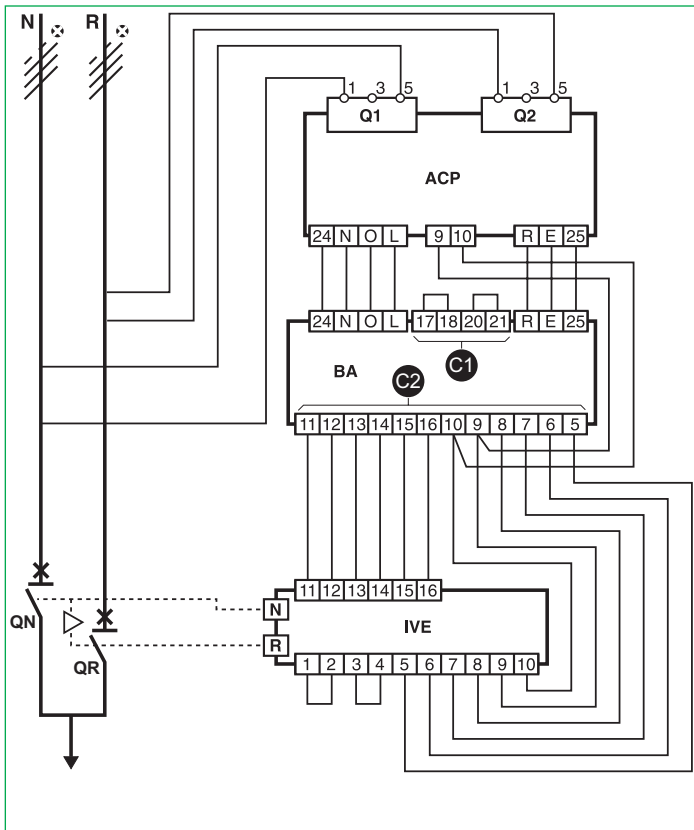 N R
1 3 5 1 3 5
Q1 Q2
ACP
24 N O L 9 10 R E 25
24 N O L 17 18 20 21 R E 25
BA
C2 C1
11 12 13 14 15 16 10 9 8 7 6 5
11 12 13 14 15 16
N
QN IVE
R
QR
1 2 3 4 5 6 7 8 9 10